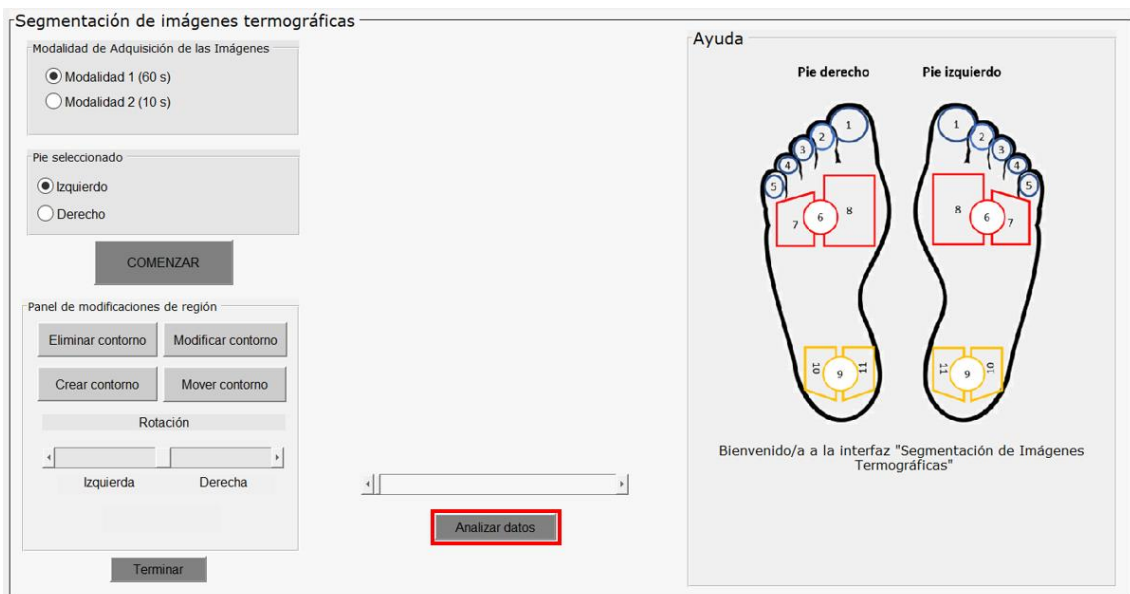 Segmentación de imágenes termográficas
Modalidad de Adquisición de las Imágenes
Modalidad 1 (60 s)
Modalidad 2 (10 s)
Pie seleccionado
Izquierdo
Derecho
COMENZAR
Panel de modificaciones de región
Eliminar contorno
Modificar contorno
Crear contorno
Mover contorno
Rotación
Izquierda
Derecha
Terminar
Analizar datos
Ayuda
Pie derecho
Pie izquierdo
1
2
3
4
5
7
6
8
10
9
11
1
2
3
4
5
8
6
7
11
9
10
Bienvenido/a a la interfaz "Segmentación de Imágenes
Termográficas"